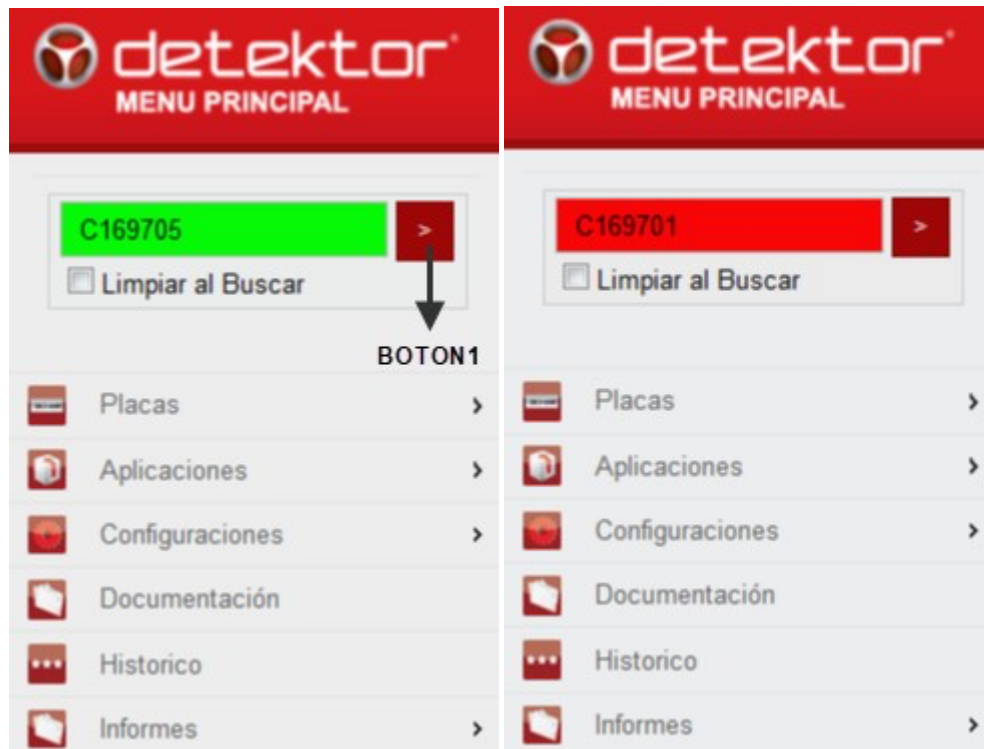 detektor
MENU PRINCIPAL
C169705
>
Limpiar al Buscar
BOTON1
Placas
Aplicaciones
Configuraciones
Documentación
Historico
Informes
detektor
MENU PRINCIPAL
C169701
>
Limpiar al Buscar
Placas
Aplicaciones
Configuraciones
Documentación
Historico
Informes